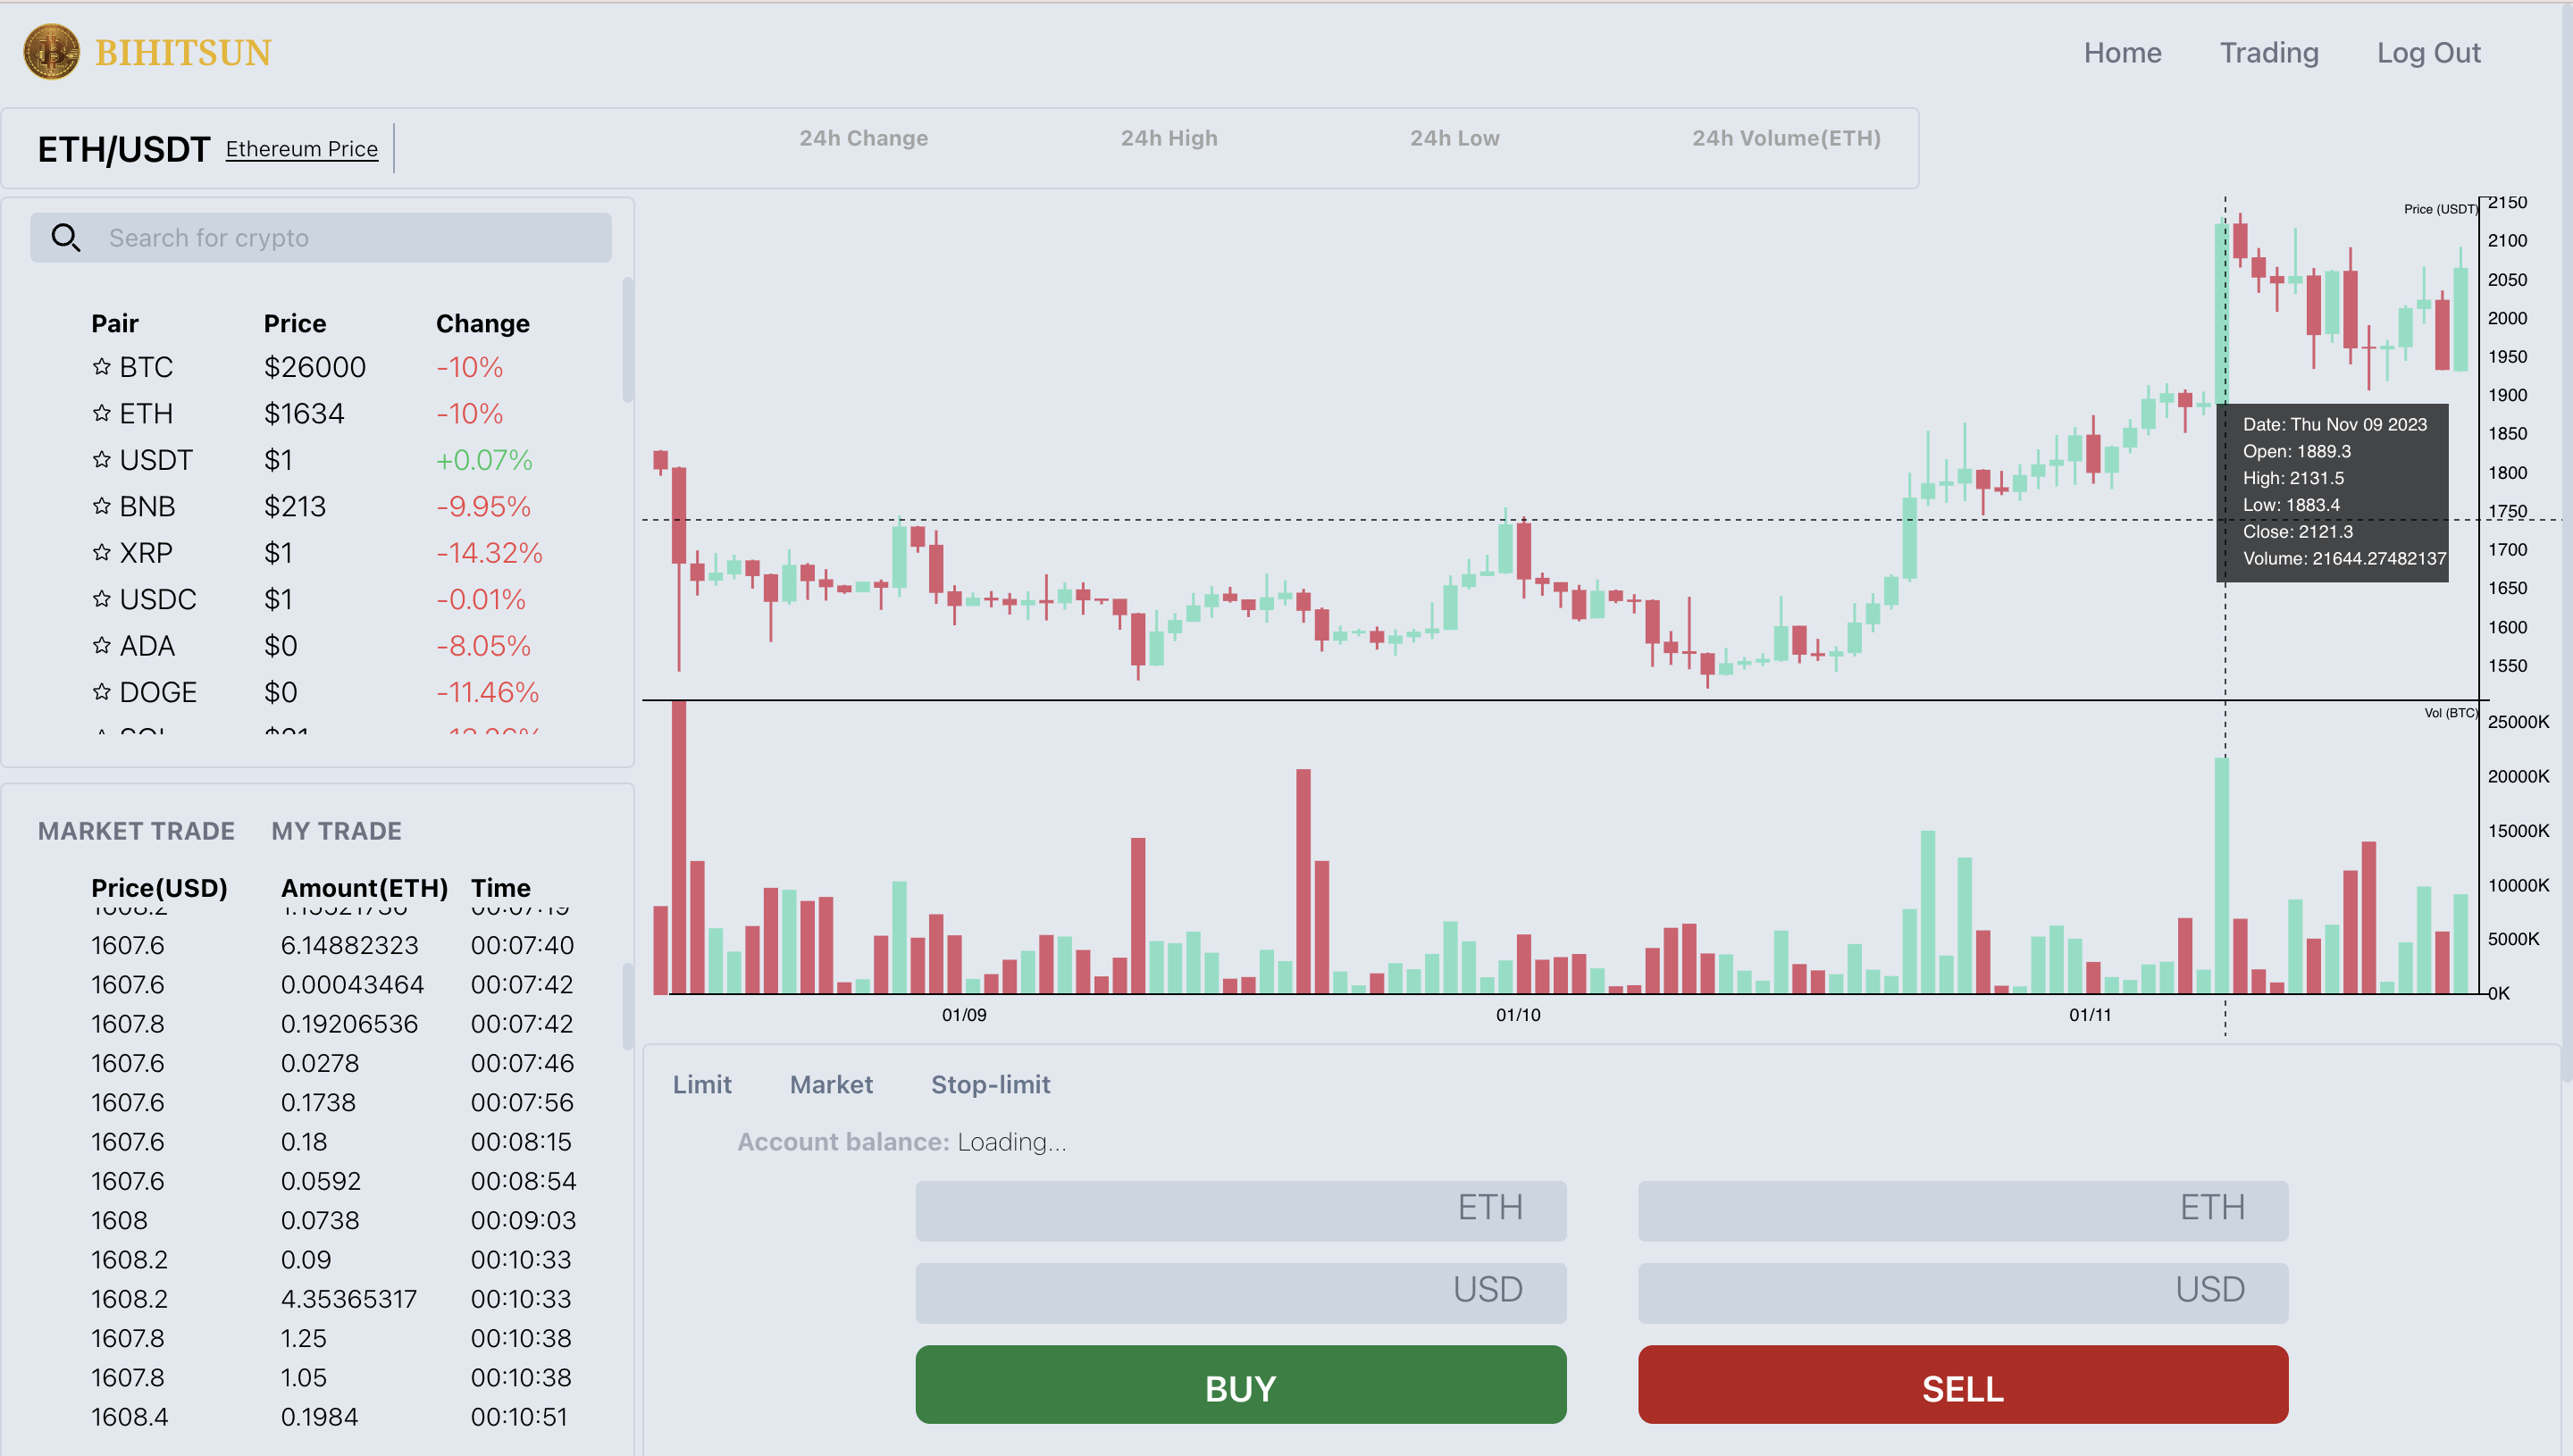 BIHITSUN
Home Trading Log Out
ETH/USDT Ethereum Price 24h Change 24h High 24h Low 24h Volume(ETH)
Search for crypto
Pair Price Change
BTC $26000 -10%
ETH $1634 -10%
USDT $1 +0.07%
BNB $213 -9.95%
XRP $1 -14.32%
USDC $1 -0.01%
ADA $0 -8.05%
DOGE $0 -11.46%
MARKET TRADE MY TRADE
Price(USD) Amount(ETH) Time
1607.6 6.14882323 00:07:40
1607.6 0.00043464 00:07:42
1607.8 0.19206536 00:07:42
1607.6 0.0278 00:07:46
1607.6 0.1738 00:07:56
1607.6 0.18 00:08:15
1607.6 0.0592 00:08:54
1608 0.0738 00:09:03
1608.2 0.09 00:10:33
1608.2 4.35365317 00:10:33
1607.8 1.25 00:10:38
1607.8 1.05 00:10:38
1608.4 0.1984 00:10:51
Price (USDT)
2150
2100
2050
2000
1950
1900
1850
1800
1750
1700
1650
1600
1550
Date: Thu Nov 09 2023
Open: 1889.3
High: 2131.5
Low: 1883.4
Close: 2121.3
Volume: 21644.27482137
Vol (BTC)
25000K
20000K
15000K
10000K
5000K
0K
01/09 01/10 01/11
Limit Market Stop-limit
Account balance: Loading...
ETH ETH
USD USD
BUY SELL